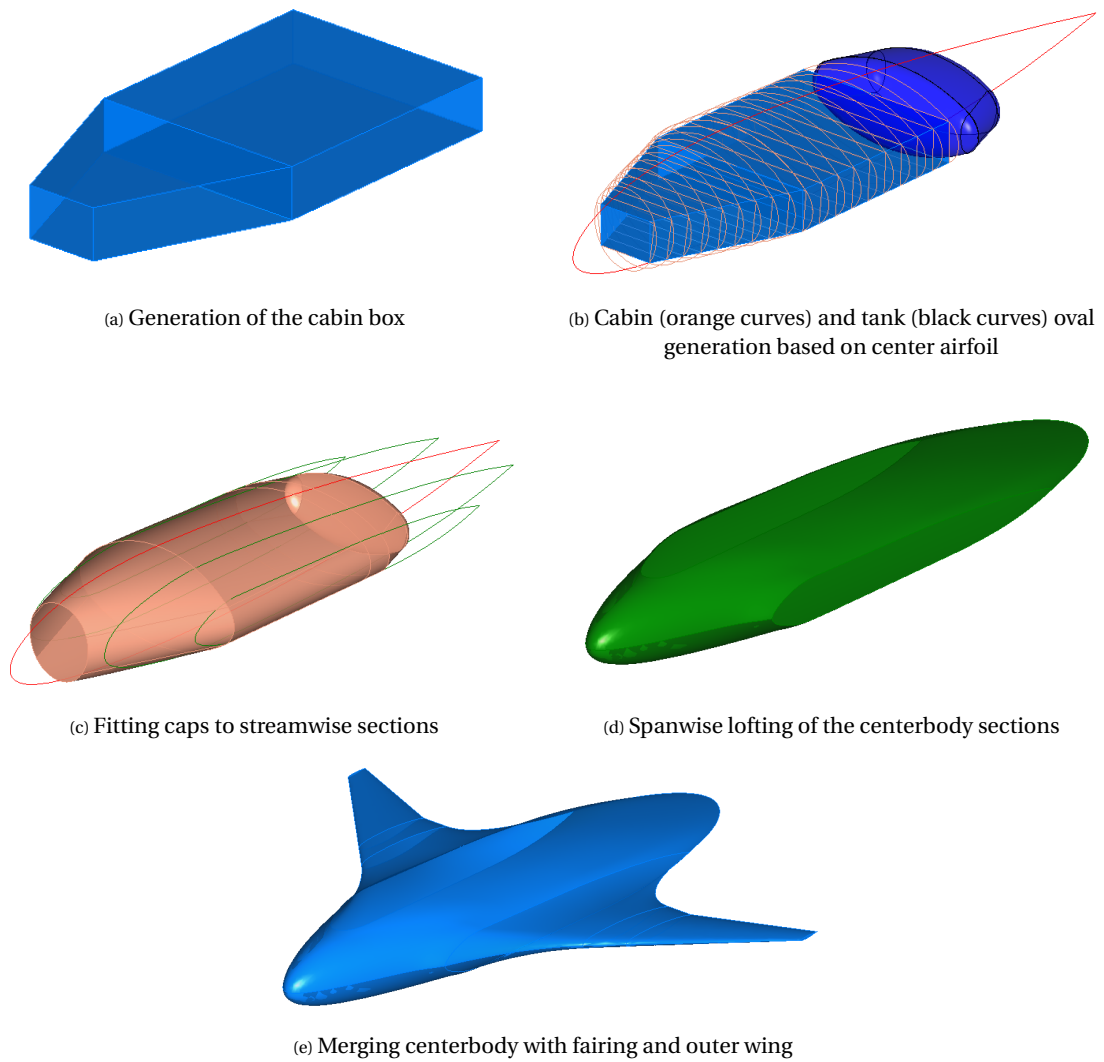 (a) Generation of the cabin box
(b) Cabin (orange curves) and tank (black curves) oval
generation based on center airfoil
(c) Fitting caps to streamwise sections
(d) Spanwise lofting of the centerbody sections
(e) Merging centerbody with fairing and outer wing